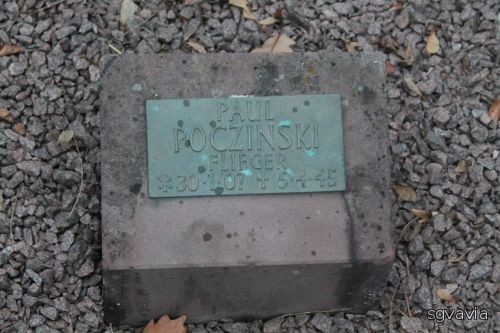 PAUL
POCZINSKI
FLIEGER
*30·1·07 †5·4·45
sgvavia